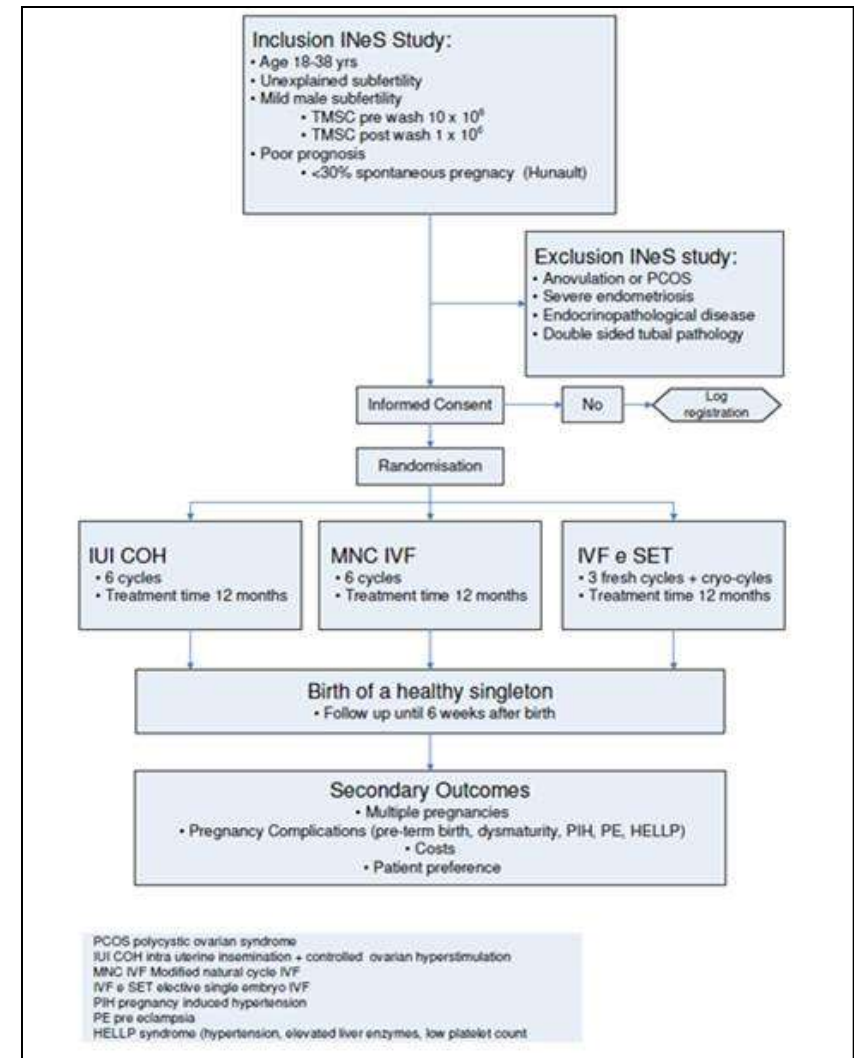 Inclusion INeS Study:
• Age 18-38 yrs
• Unexplained subfertility
• Mild male subfertility
• TMSC pre wash 10 x 10⁶
• TMSC post wash 1 x 10⁶
• Poor prognosis
• <30% spontaneous pregnacy (Hunault)
Exclusion INeS study:
• Anovulation or PCOS
• Severe endometriosis
• Endocrinopathological disease
• Double sided tubal pathology
Informed Consent
No
Log
registration
Randomisation
IUI COH
• 6 cycles
• Treatment time 12 months
MNC IVF
• 6 cycles
• Treatment time 12 months
IVF e SET
• 3 fresh cycles + cryo-cyles
• Treatment time 12 months
Birth of a healthy singleton
• Follow up until 6 weeks after birth
Secondary Outcomes
• Multiple pregnancies
• Pregnancy Complications (pre-term birth, dysmaturity, PIH, PE, HELLP)
• Costs
• Patient preference
PCOS polycystic ovarian syndrome
IUI COH intra uterine insemination + controlled ovarian hyperstimulation
MNC IVF Modified natural cycle IVF
IVF e SET elective single embryo IVF
PIH pregnancy induced hypertension
PE pre eclampsia
HELLP syndrome (hypertension, elevated liver enzymes, low platelet count